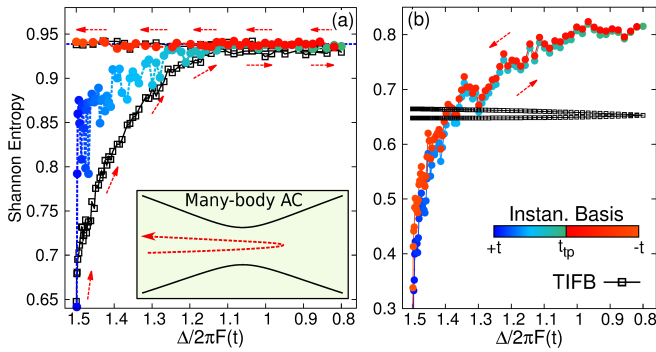 (a)
0.95
0.9
0.85
0.8
0.75
0.7
0.65
Shannon Entropy
Many-body AC
1.5 1.4 1.3 1.2 1.1 1 0.9 0.8
Δ/2πF(t)
(b)
0.8
0.7
0.6
0.5
0.4
0.3
Instan. Basis
+t t_tp -t
TIFB
1.5 1.4 1.3 1.2 1.1 1 0.9 0.8
Δ/2πF(t)